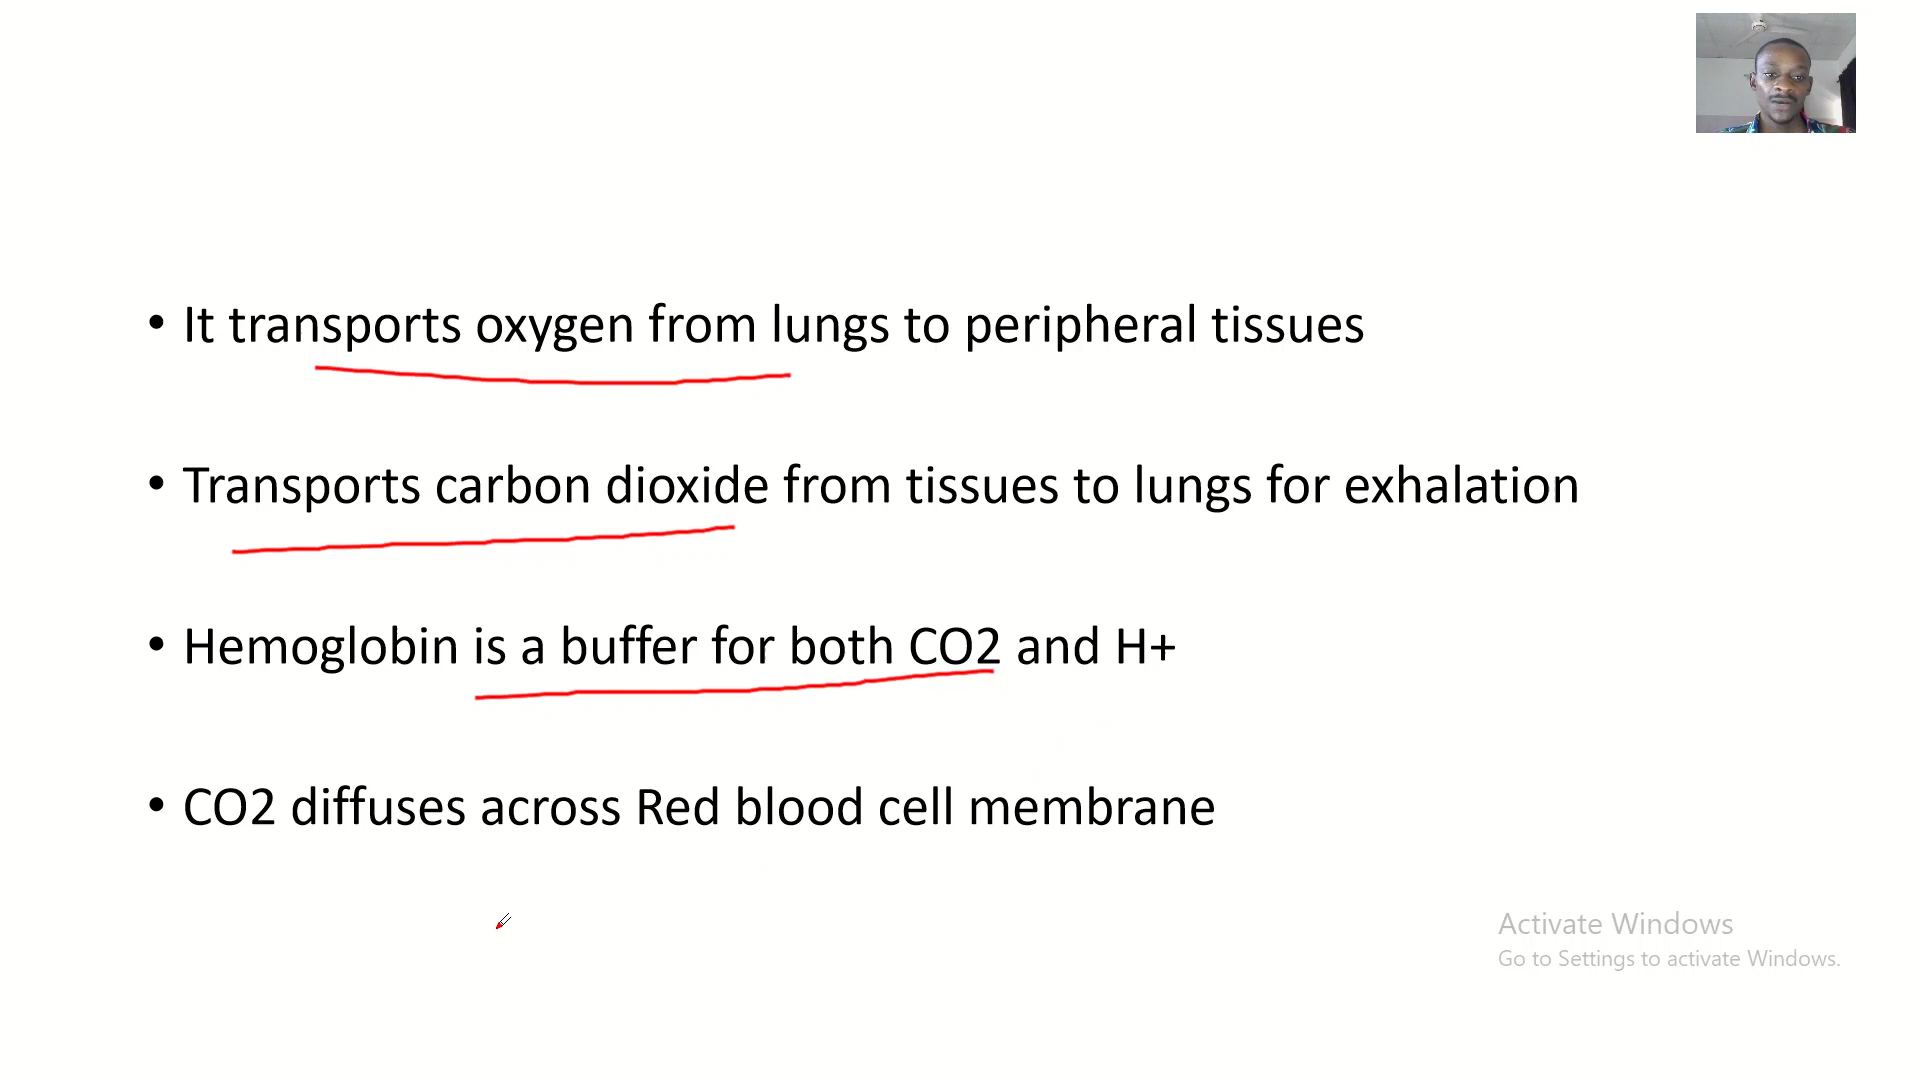 • It transports oxygen from lungs to peripheral tissues
• Transports carbon dioxide from tissues to lungs for exhalation
• Hemoglobin is a buffer for both CO2 and H+
• CO2 diffuses across Red blood cell membrane
Activate Windows
Go to Settings to activate Windows.